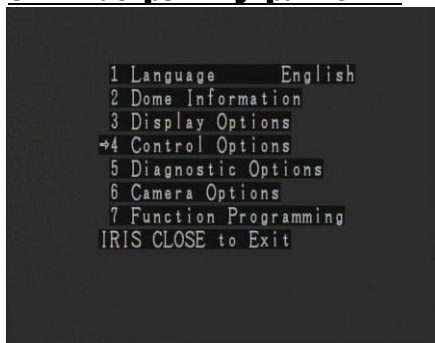 1 Language English
2 Dome Information
3 Display Options
→4 Control Options
5 Diagnostic Options
6 Camera Options
7 Function Programming
IRIS CLOSE to Exit